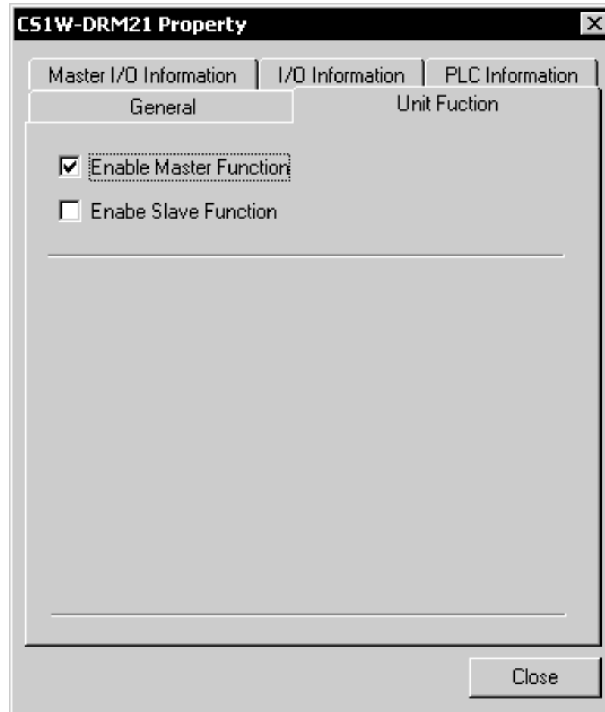 CS1W-DRM21 Property
Master I/O Information I/O Information PLC Information
General Unit Fuction
Enable Master Function
Enabe Slave Function
Close